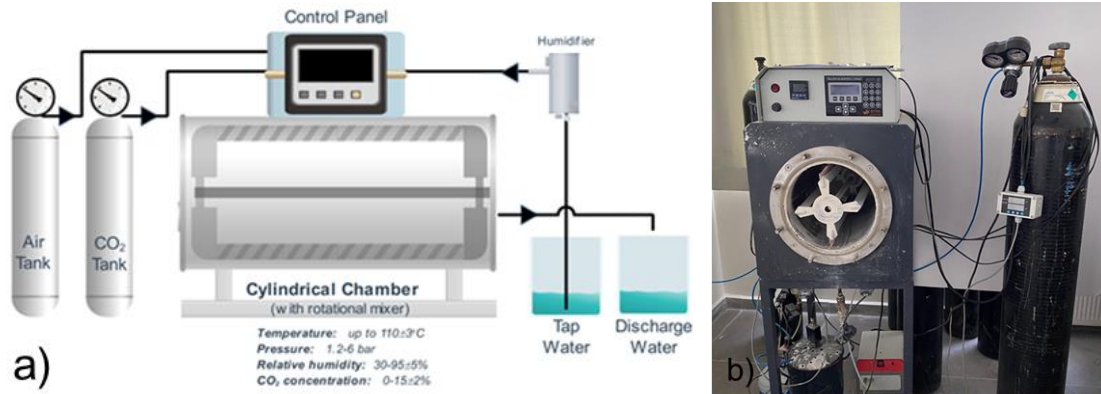 Control Panel
Humidifier
Air
Tank
CO₂
Tank
Cylindrical Chamber
(with rotational mixer)
Temperature: up to 110±3°C
Pressure: 1.2-6 bar
Relative humidity: 30-95±5%
CO₂ concentration: 0-15±2%
Tap
Water
Discharge
Water
a)
b)